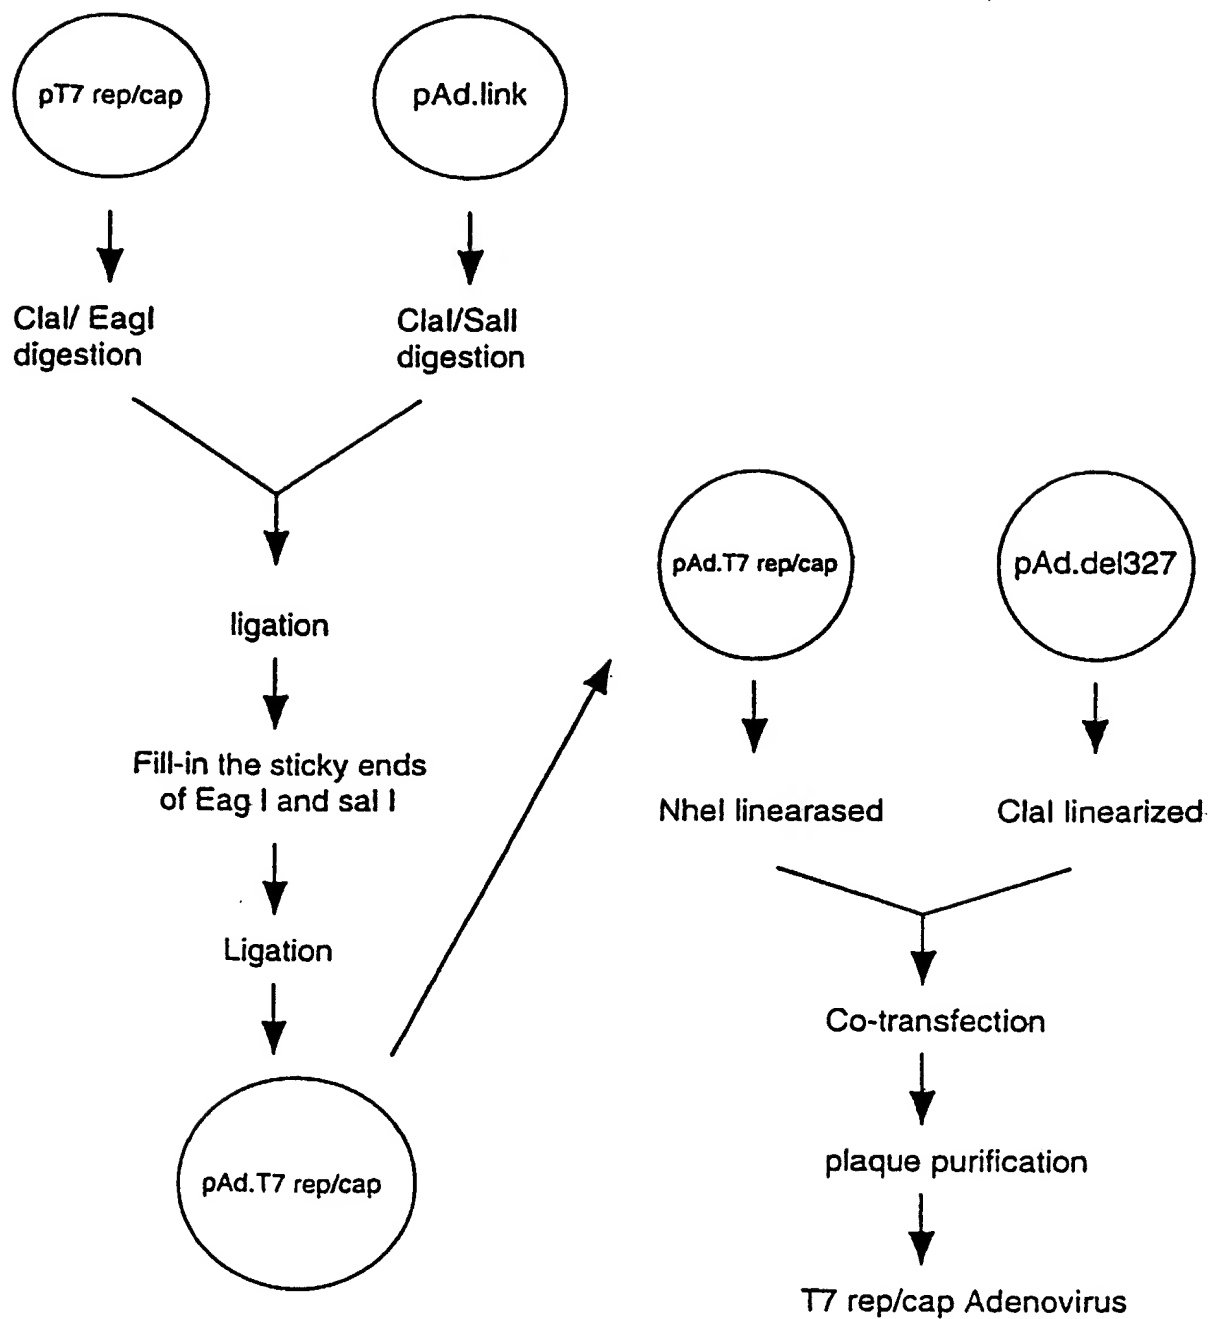 pT7 rep/cap
pAd.link
ClaI/ EagI
digestion
ClaI/SalI
digestion
ligation
Fill-in the sticky ends
of Eag I and sal I
Ligation
pAd.T7 rep/cap
pAd.T7 rep/cap
pAd.del327
NheI linearased
ClaI linearized
Co-transfection
plaque purification
T7 rep/cap Adenovirus